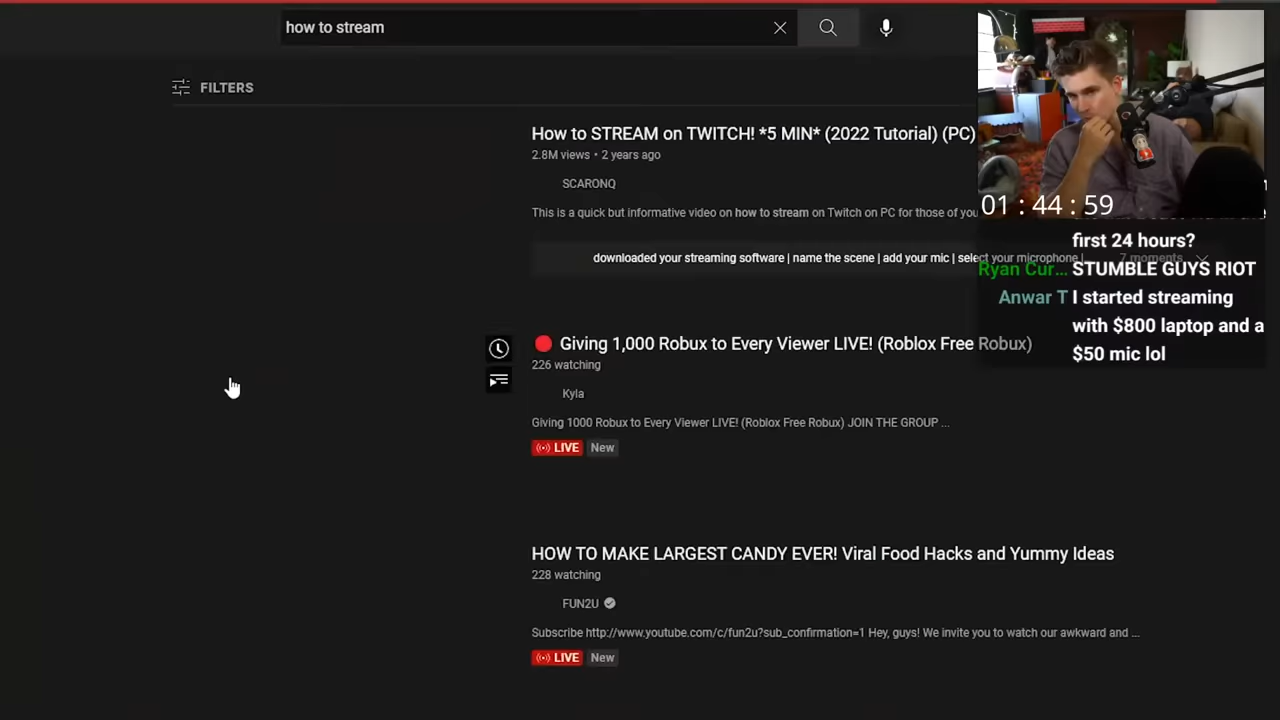 how to stream
FILTERS
How to STREAM on TWITCH! *5 MIN* (2022 Tutorial) (PC)
2.8M views • 2 years ago
SCARONQ
This is a quick but informative video on how to stream on Twitch on PC for those of you
downloaded your streaming software | name the scene | add your mic | select your microphone |
7 moments
01 : 44 : 59
first 24 hours?
Ryan Cur... STUMBLE GUYS RIOT
Anwar T I started streaming
with $800 laptop and a
$50 mic lol
Giving 1,000 Robux to Every Viewer LIVE! (Roblox Free Robux)
226 watching
Kyla
Giving 1000 Robux to Every Viewer LIVE! (Roblox Free Robux) JOIN THE GROUP ...
LIVE New
HOW TO MAKE LARGEST CANDY EVER! Viral Food Hacks and Yummy Ideas
228 watching
FUN2U
Subscribe http://www.youtube.com/c/fun2u?sub_confirmation=1 Hey, guys! We invite you to watch our awkward and ...
LIVE New